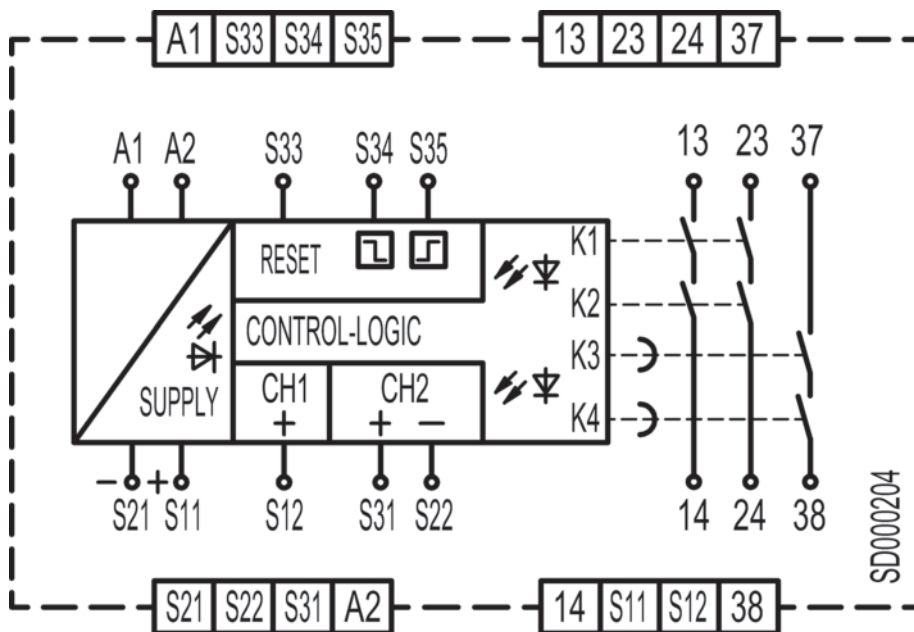 A1 S33 S34 S35 13 23 24 37
A1 A2 S33 S34 S35 13 23 37
RESET K1
K2
CONTROL-LOGIC
K3
SUPPLY CH1 CH2
+ + − K4
− +
S21 S11 S12 S31 S22 14 24 38
SD000204
S21 S22 S31 A2 14 S11 S12 38